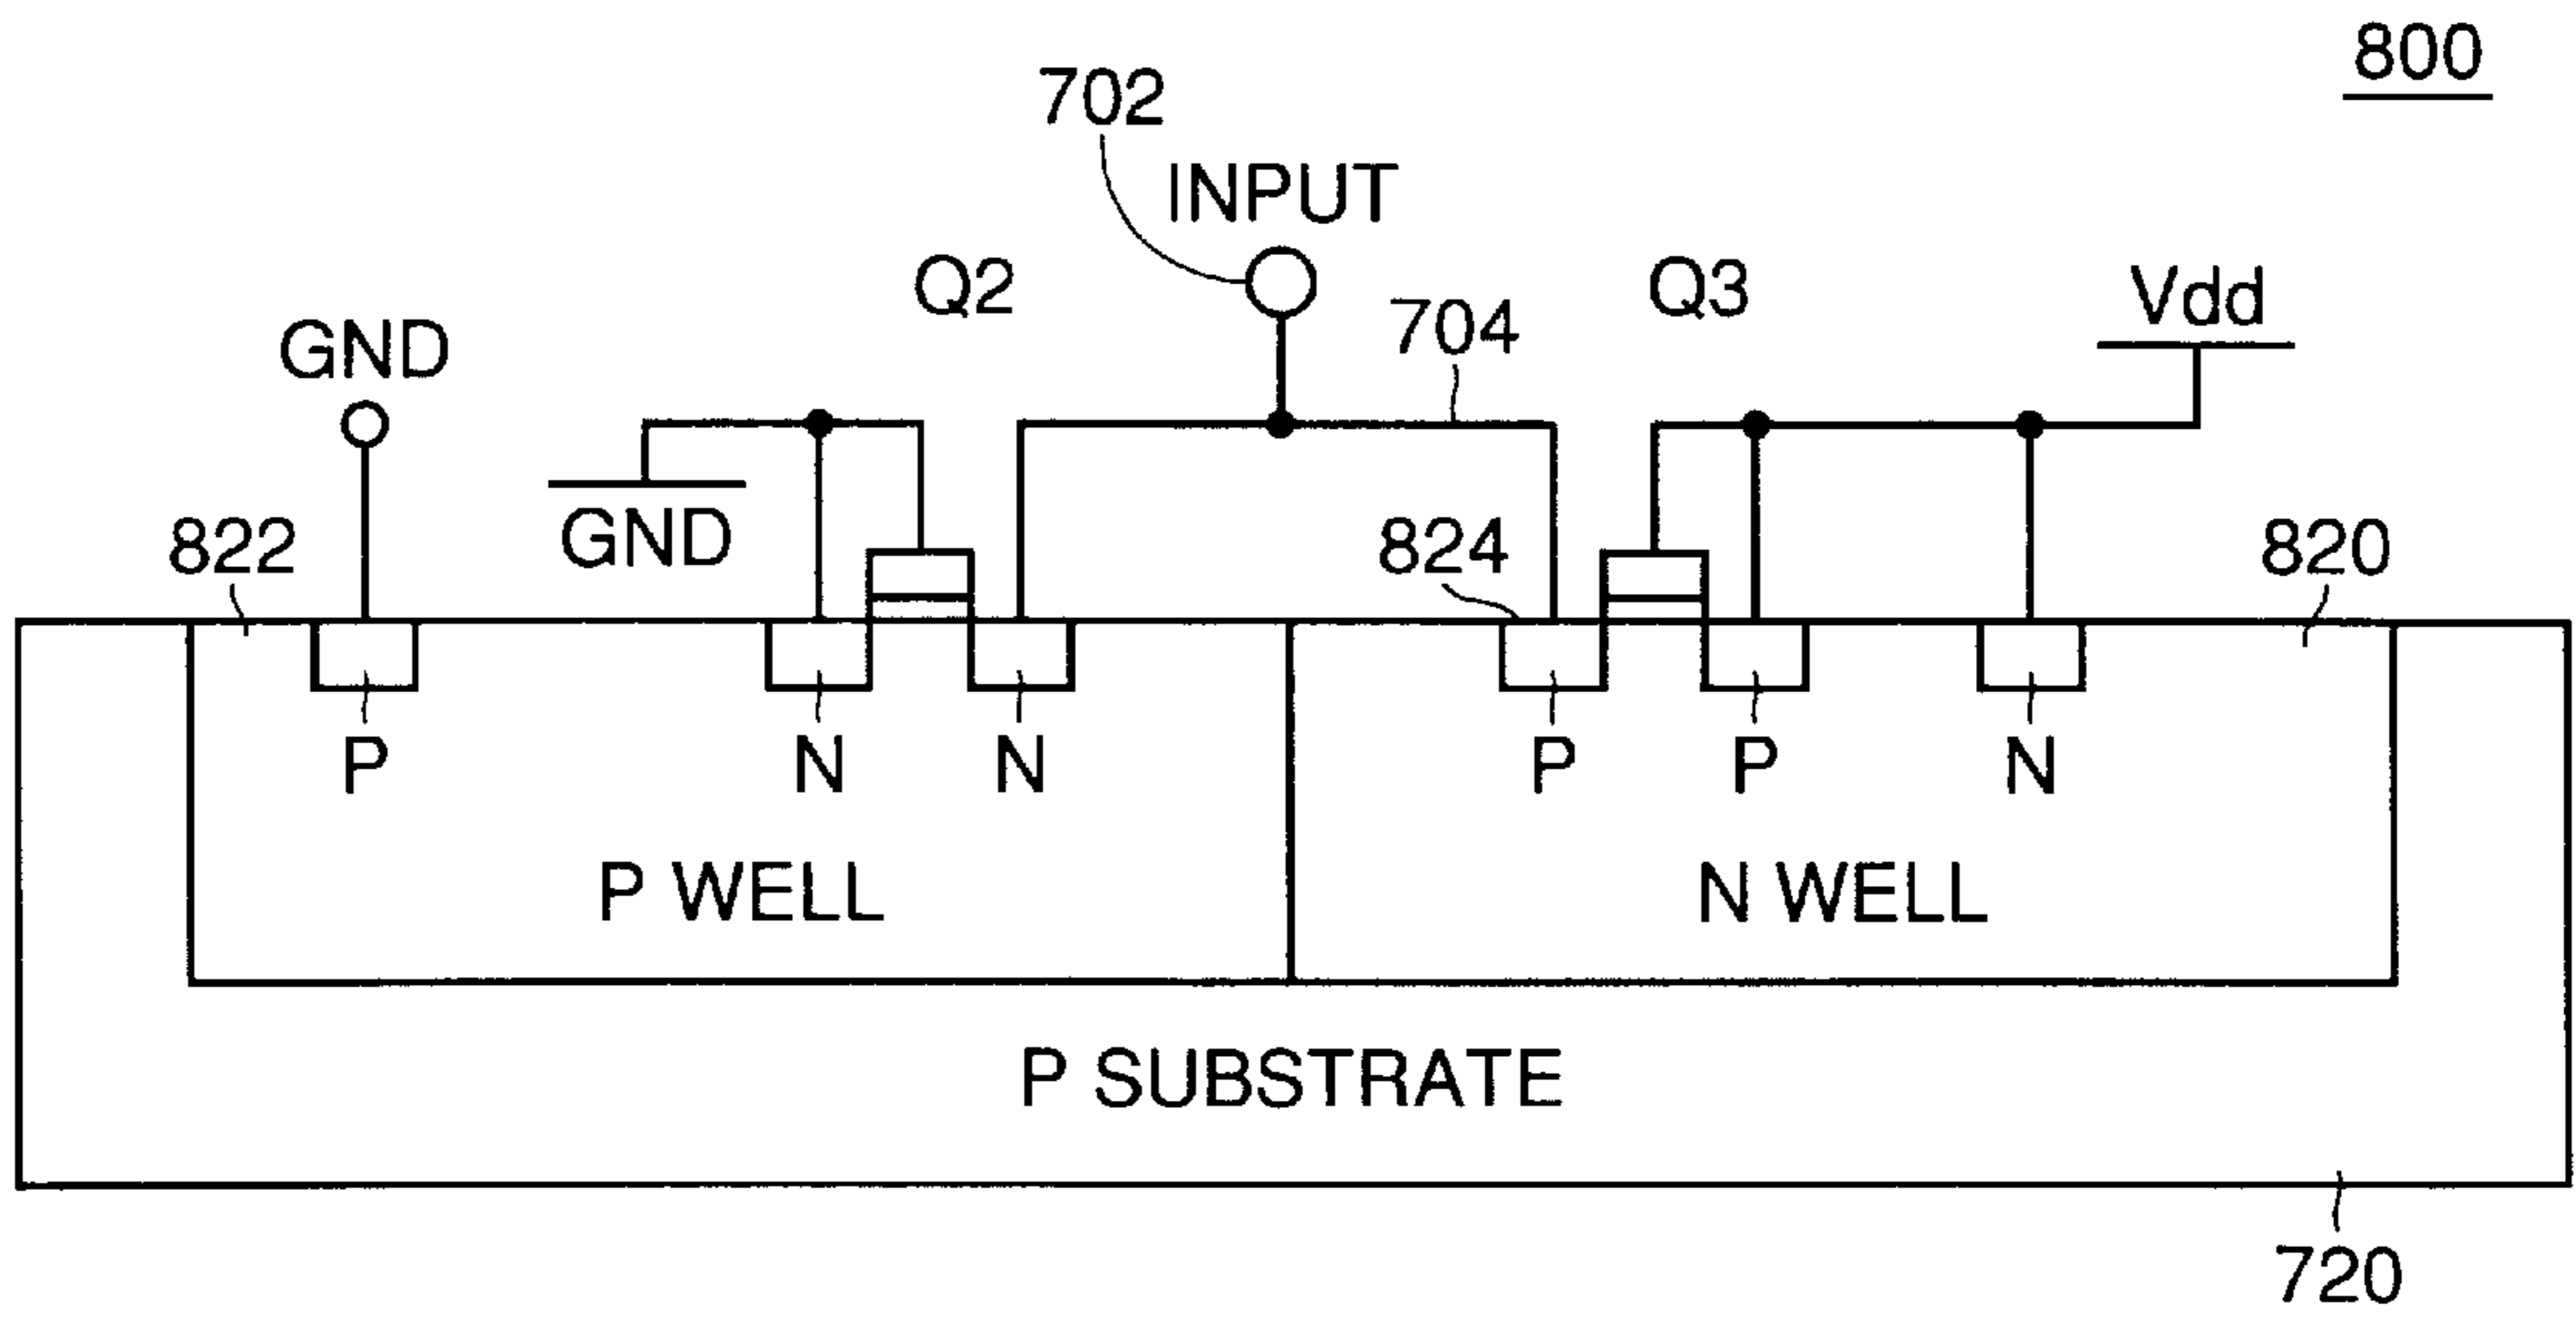 800
702
INPUT
Q2
Q3
704
Vdd
GND
GND
822
824
820
P
N
N
P
P
N
P WELL
N WELL
P SUBSTRATE
720